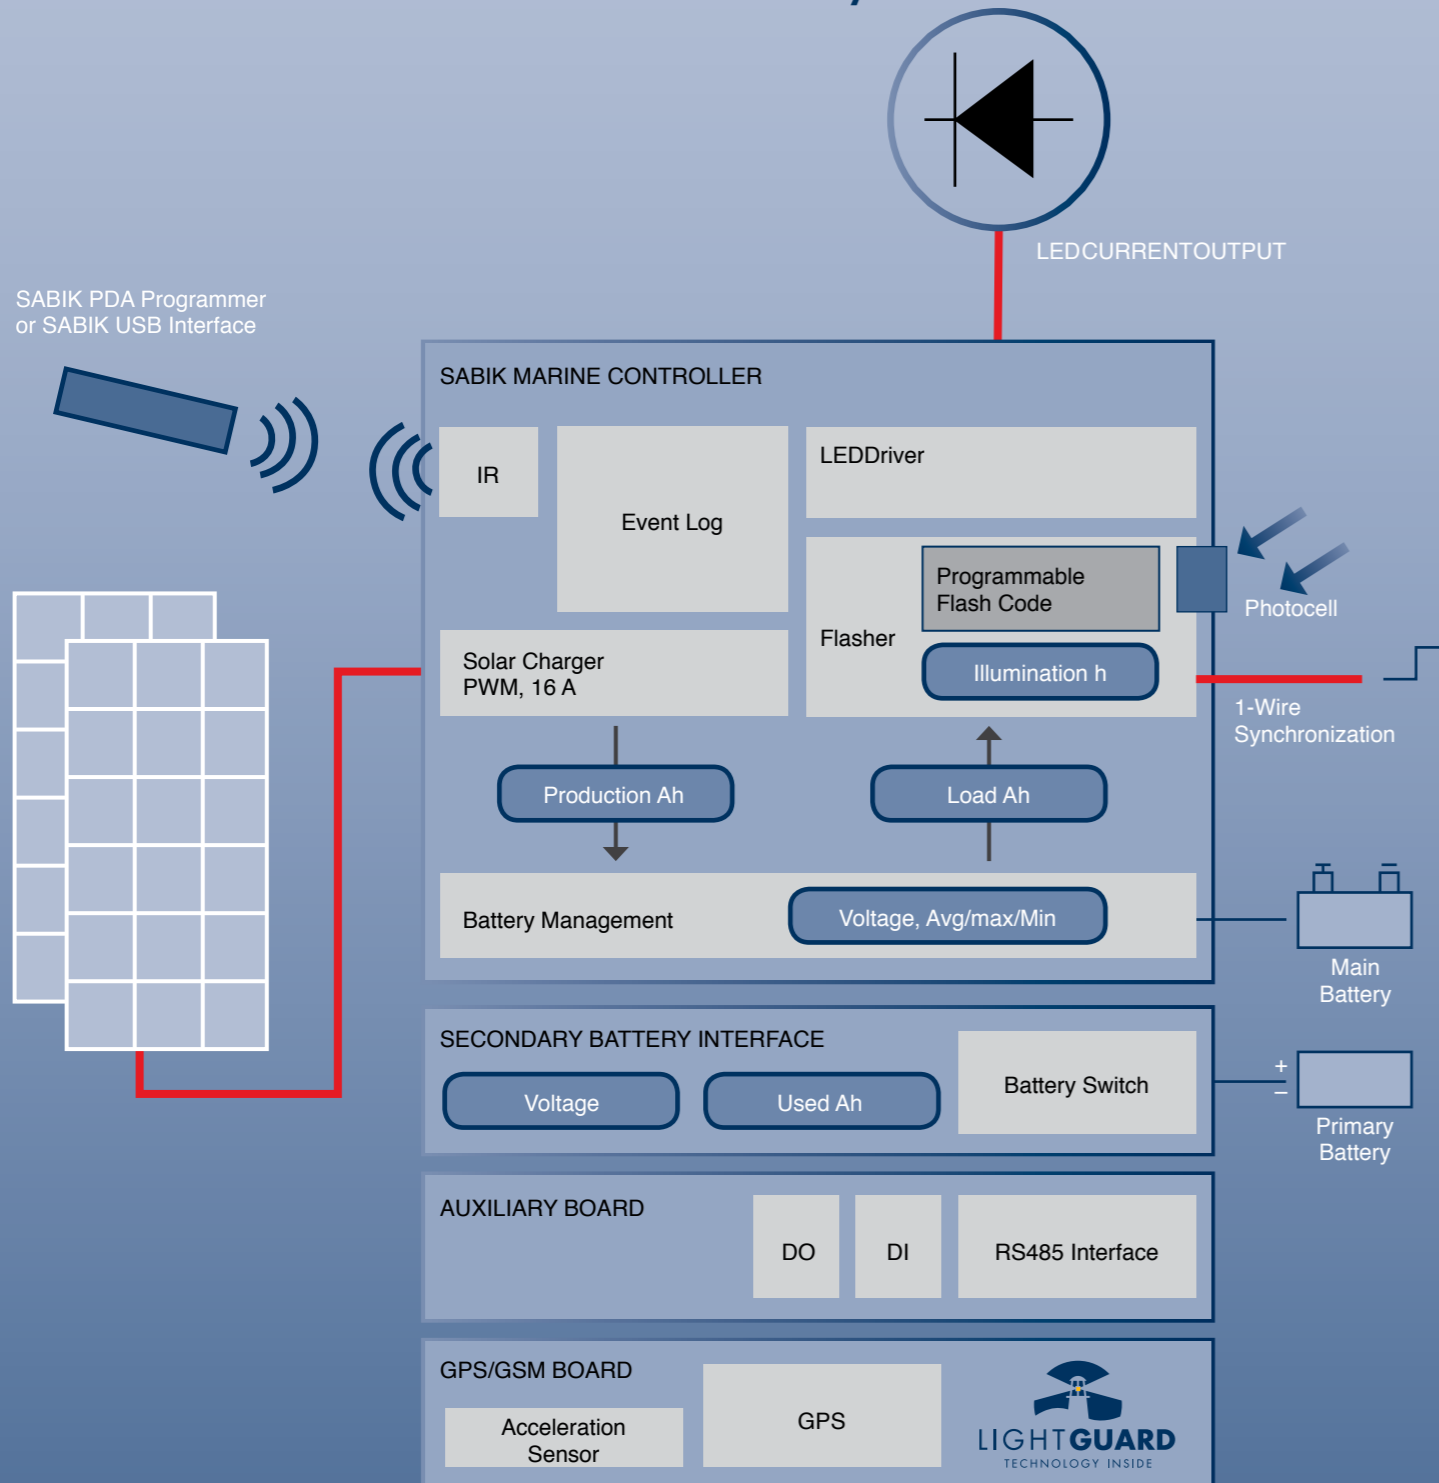 LEDCURRENTOUTPUT
SABIK PDA Programmer
or SABIK USB Interface
SABIK MARINE CONTROLLER
IR
Event Log
LEDDriver
Programmable
Flash Code
Flasher
Illumination h
Photocell
Solar Charger
PWM, 16 A
1-Wire
Synchronization
Production Ah
Load Ah
Battery Management
Voltage, Avg/max/Min
Main
Battery
SECONDARY BATTERY INTERFACE
Voltage
Used Ah
Battery Switch
+
–
Primary
Battery
AUXILIARY BOARD
DO
DI
RS485 Interface
GPS/GSM BOARD
Acceleration
Sensor
GPS
LIGHTGUARD
TECHNOLOGY INSIDE